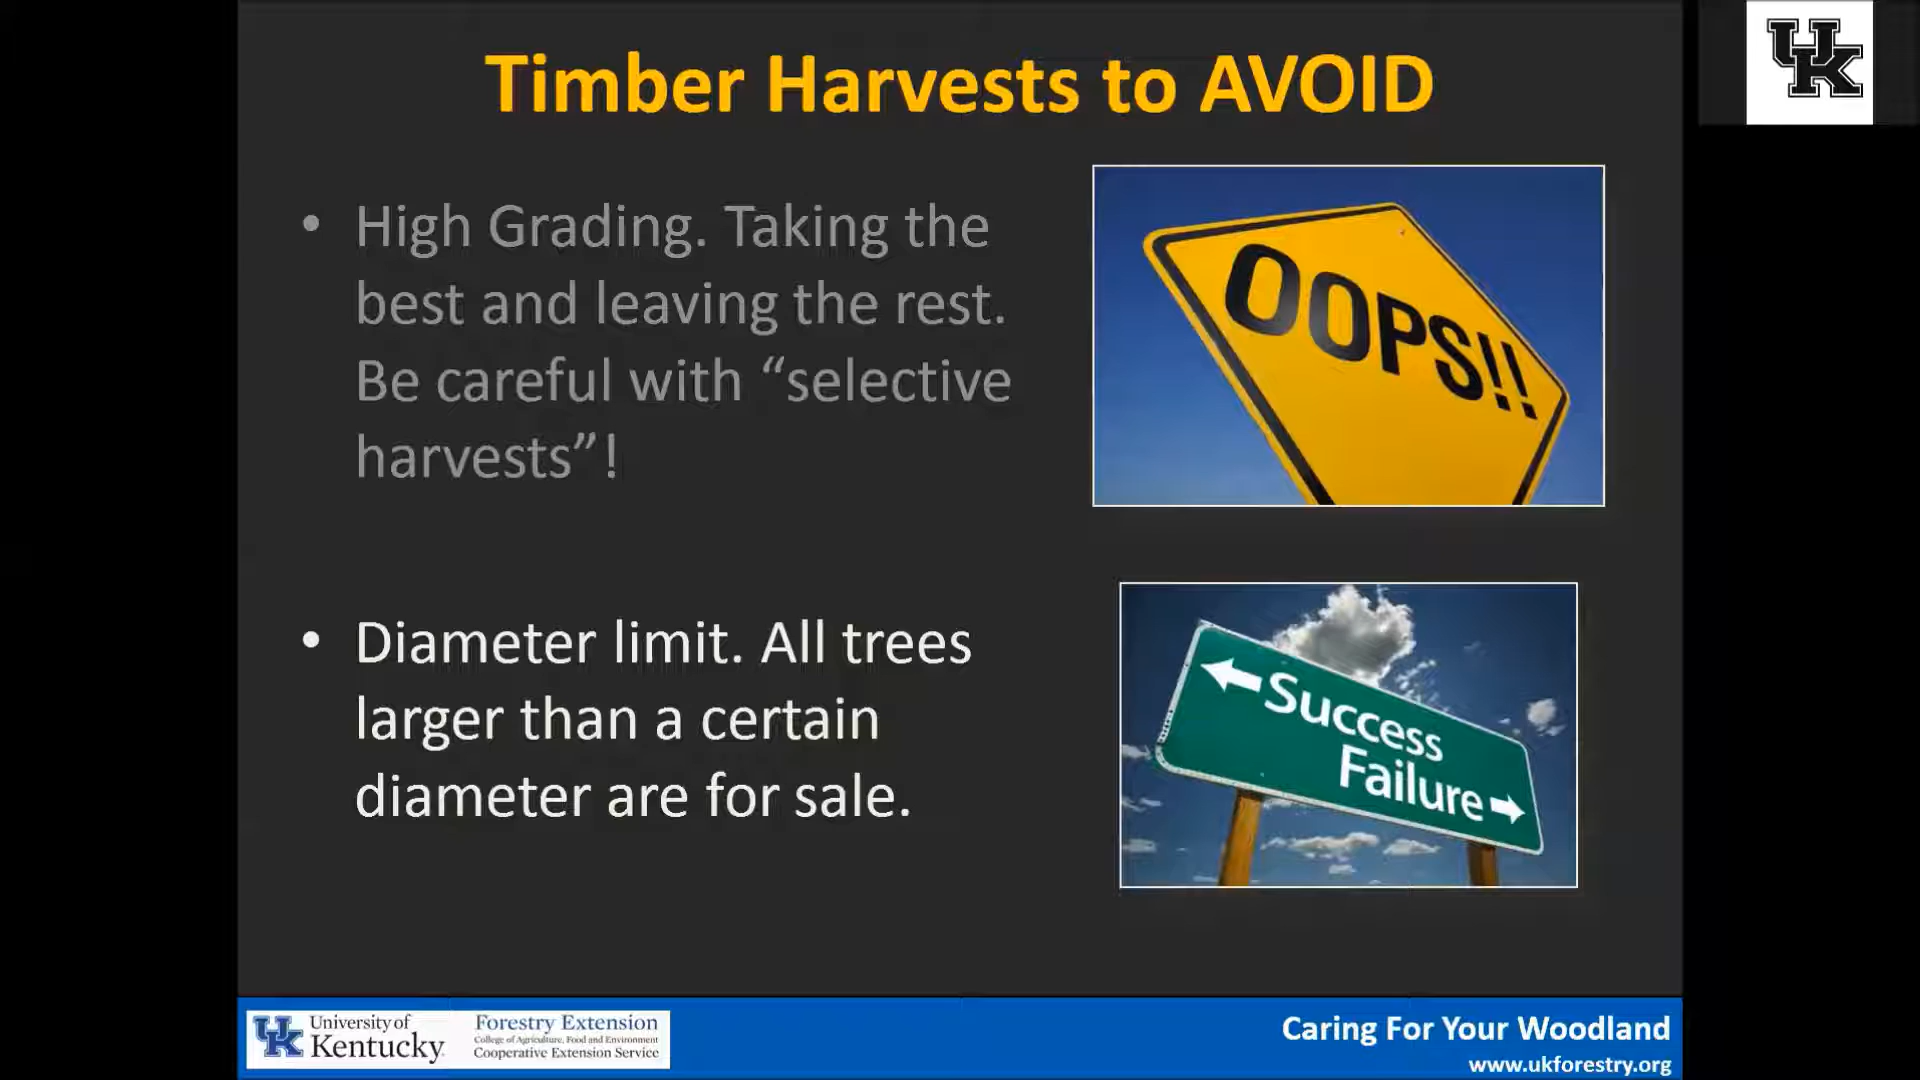 Timber Harvests to AVOID
UK
• High Grading. Taking the
best and leaving the rest.
Be careful with “selective
harvests”!
OOPS!!
• Diameter limit. All trees
larger than a certain
diameter are for sale.
Success
Failure
UK University of
Kentucky
Forestry Extension
College of Agriculture, Food and Environment
Cooperative Extension Service
Caring For Your Woodland
www.ukforestry.org